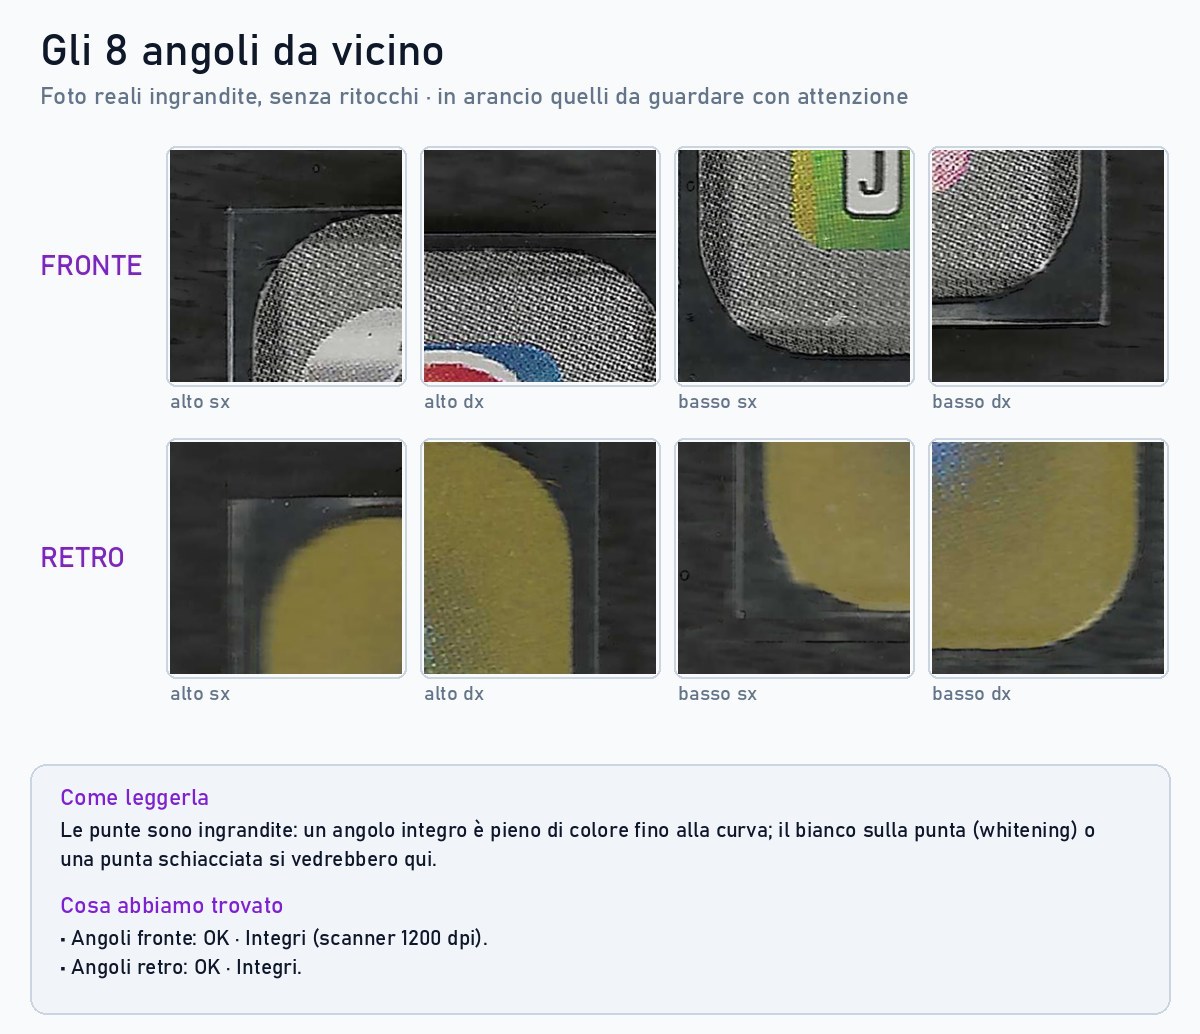 Gli 8 angoli da vicino
Foto reali ingrandite, senza ritocchi · in arancio quelli da guardare con attenzione
FRONTE
J
alto sx
alto dx
basso sx
basso dx
RETRO
alto sx
alto dx
basso sx
basso dx
Come leggerla
Le punte sono ingrandite: un angolo integro è pieno di colore fino alla curva; il bianco sulla punta (whitening) o
una punta schiacciata si vedrebbero qui.
Cosa abbiamo trovato
• Angoli fronte: OK · Integri (scanner 1200 dpi).
• Angoli retro: OK · Integri.